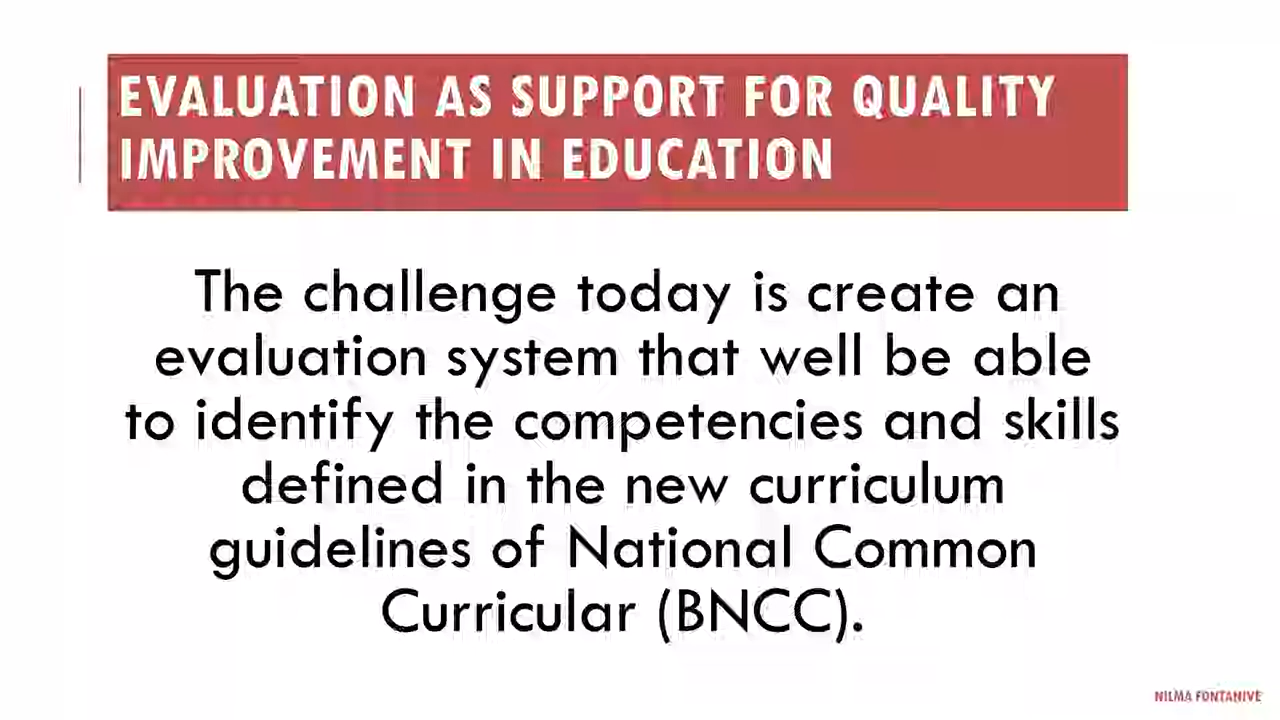 EVALUATION AS SUPPORT FOR QUALITY
IMPROVEMENT IN EDUCATION
The challenge today is create an
evaluation system that well be able
to identify the competencies and skills
defined in the new curriculum
guidelines of National Common
Curricular (BNCC).
NILMA FONTANIVE